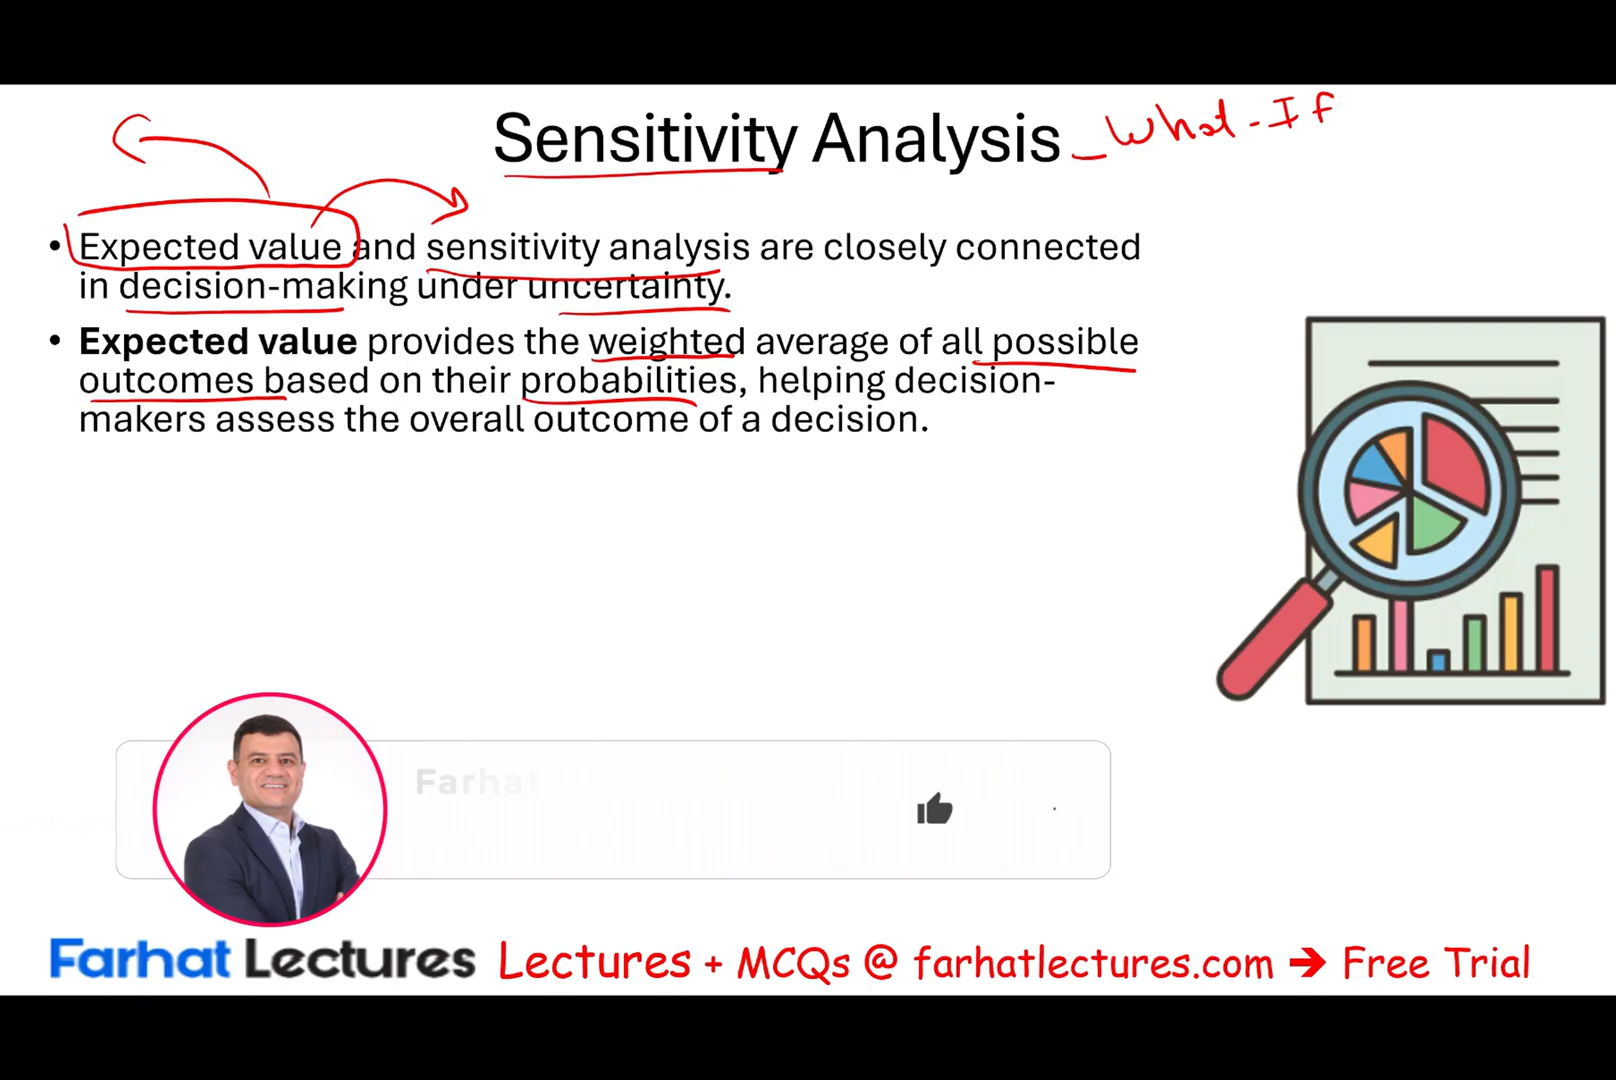 Sensitivity Analysis - What-If
• Expected value and sensitivity analysis are closely connected
in decision-making under uncertainty.
• Expected value provides the weighted average of all possible
outcomes based on their probabilities, helping decision-
makers assess the overall outcome of a decision.
Farhat
Farhat Lectures Lectures + MCQs @ farhatlectures.com → Free Trial